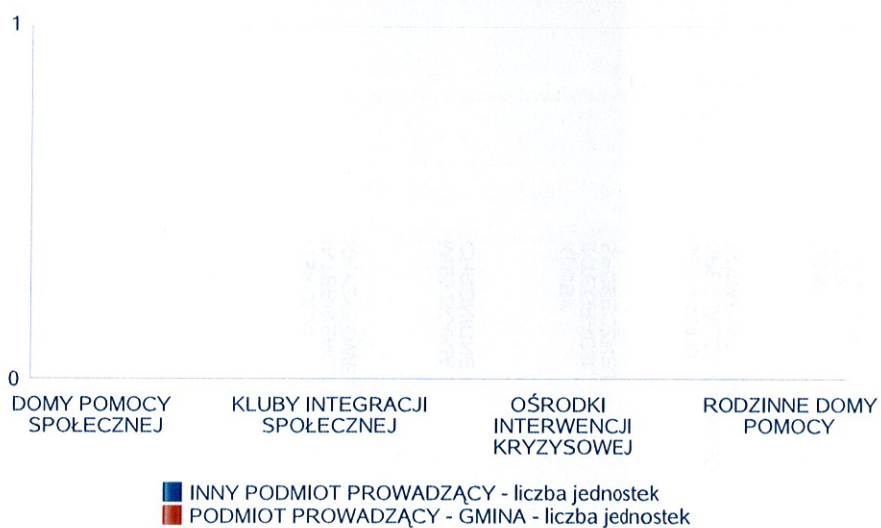 1
0
DOMY POMOCY
SPOŁECZNEJ
KLUBY INTEGRACJI
SPOŁECZNEJ
OŚRODKI
INTERWENCJI
KRYZYSOWEJ
RODZINNE DOMY
POMOCY
INNY PODMIOT PROWADZĄCY - liczba jednostek
PODMIOT PROWADZĄCY - GMINA - liczba jednostek